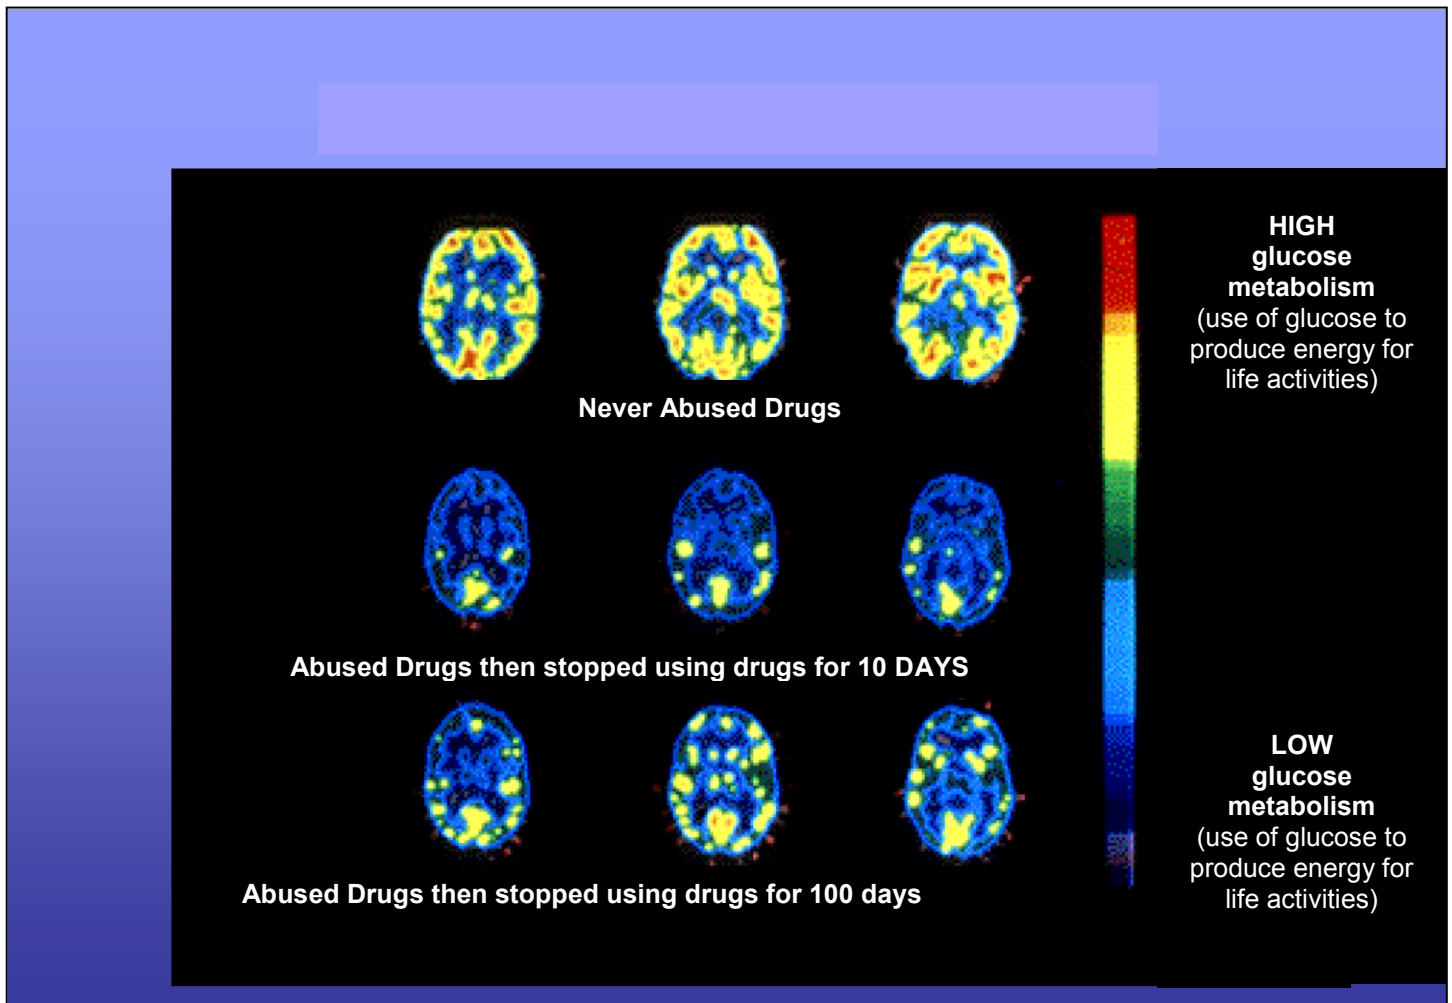 HIGH
glucose
metabolism
(use of glucose to
produce energy for
life activities)
Never Abused Drugs
Abused Drugs then stopped using drugs for 10 DAYS
LOW
glucose
metabolism
(use of glucose to
produce energy for
life activities)
Abused Drugs then stopped using drugs for 100 days